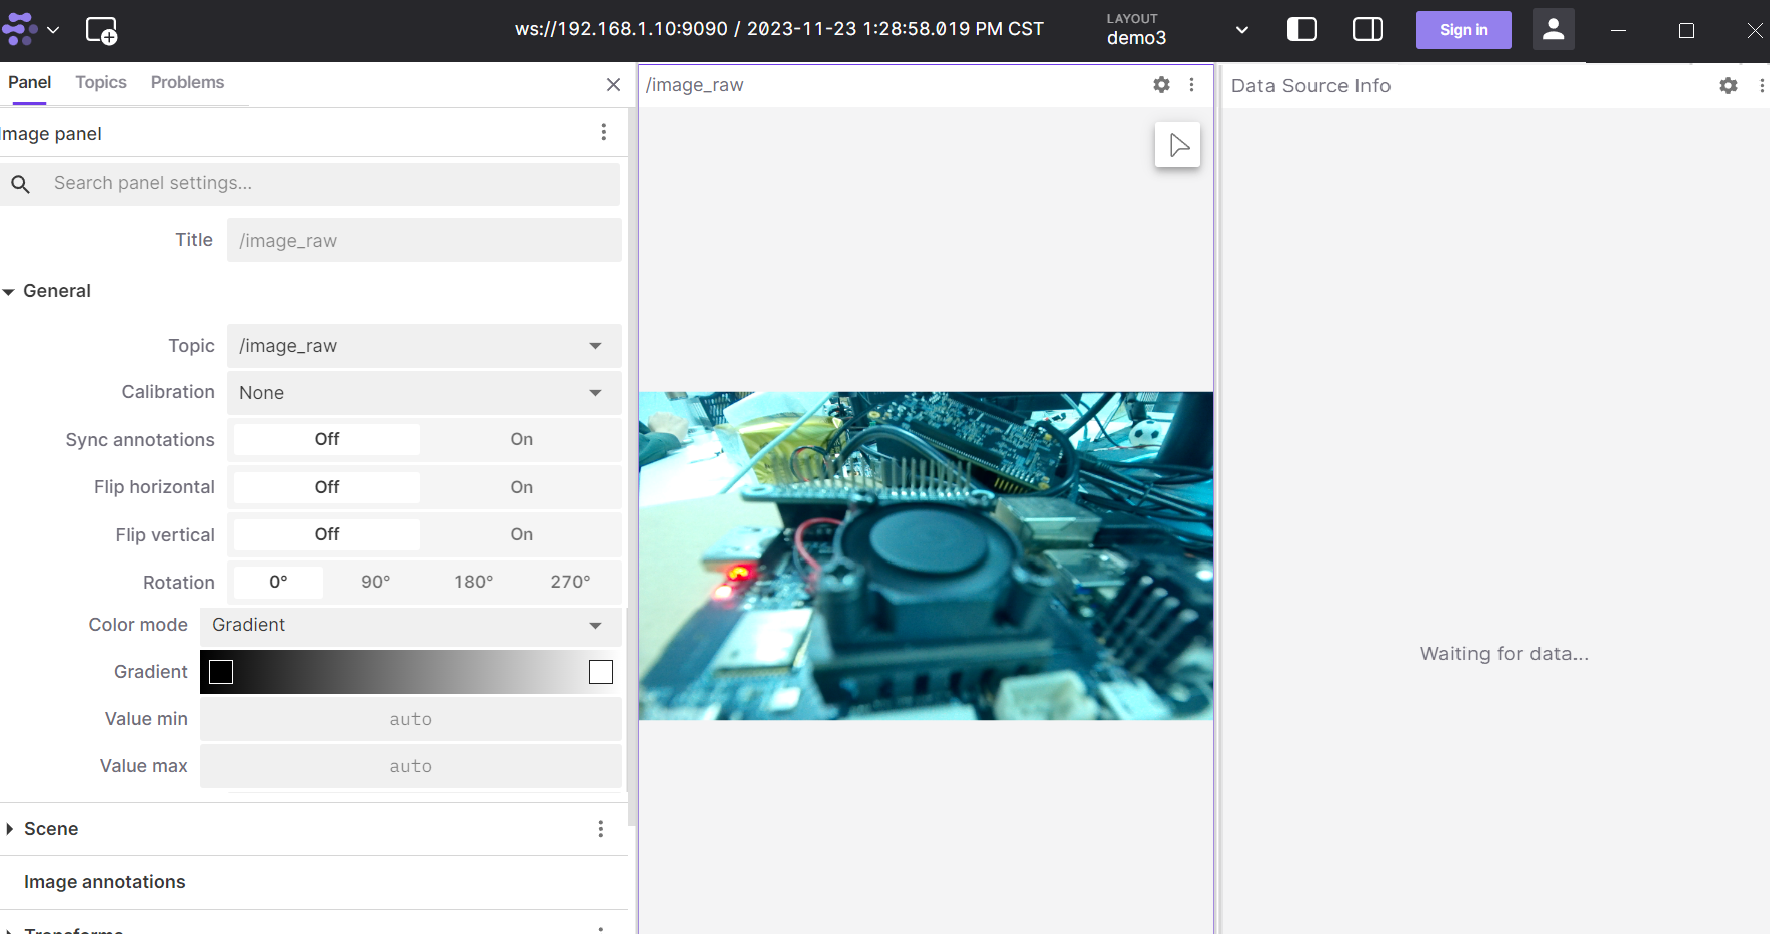 ws://192.168.1.10:9090 / 2023-11-23 1:28:58.019 PM CST
LAYOUT
demo3
Sign in
Panel
Topics
Problems
Image panel
Search panel settings...
Title
/image_raw
General
Topic
/image_raw
Calibration
None
Sync annotations
Off
On
Flip horizontal
Off
On
Flip vertical
Off
On
Rotation
0°
90°
180°
270°
Color mode
Gradient
Gradient
Value min
auto
Value max
auto
Scene
Image annotations
Transforms
/image_raw
Data Source Info
Waiting for data...